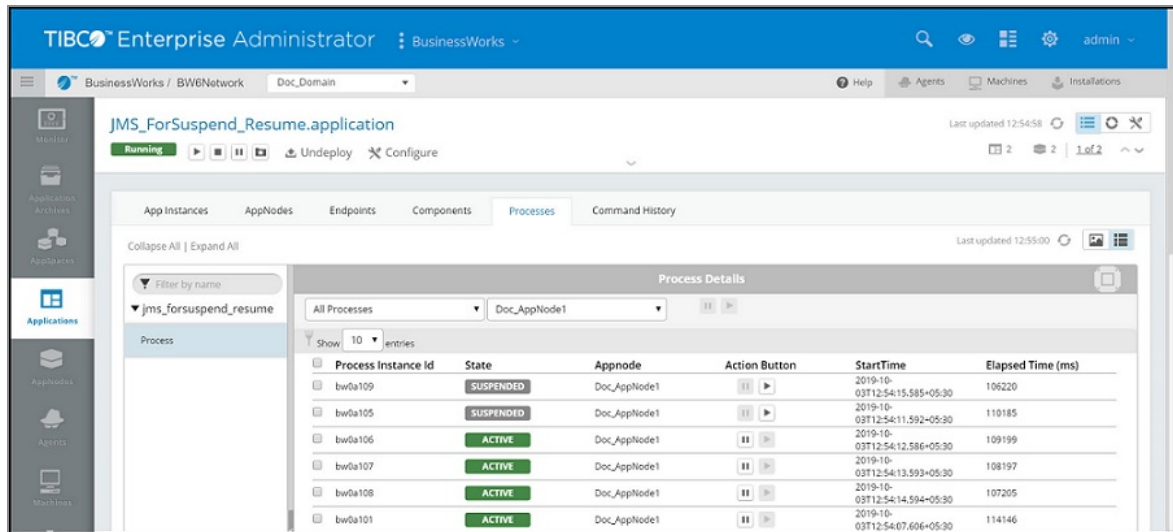 TIBCO™ Enterprise Administrator
BusinessWorks
admin
BusinessWorks / BW6Network
Doc_Domain
Help
Agents
Machines
Installations
Monitor
Application Archives
AppSpaces
Applications
AppNodes
Agents
Machines
JMS_ForSuspend_Resume.application
Last updated 12:54:58
Running
Undeploy
Configure
2
2
1 of 2
App Instances
AppNodes
Endpoints
Components
Processes
Command History
Collapse All | Expand All
Last updated 12:55:00
Filter by name
jms_forsuspend_resume
Process
Process Details
All Processes
Doc_AppNode1
Show 10 entries
Process Instance Id State Appnode Action Button StartTime Elapsed Time (ms)
bw0a109 SUSPENDED Doc_AppNode1 2019-10-03T12:54:15.585+05:30 106220
bw0a105 SUSPENDED Doc_AppNode1 2019-10-03T12:54:11.592+05:30 110185
bw0a106 ACTIVE Doc_AppNode1 2019-10-03T12:54:12.586+05:30 109199
bw0a107 ACTIVE Doc_AppNode1 2019-10-03T12:54:13.593+05:30 108197
bw0a108 ACTIVE Doc_AppNode1 2019-10-03T12:54:14.594+05:30 107205
bw0a101 ACTIVE Doc_AppNode1 2019-10-03T12:54:07.606+05:30 114146